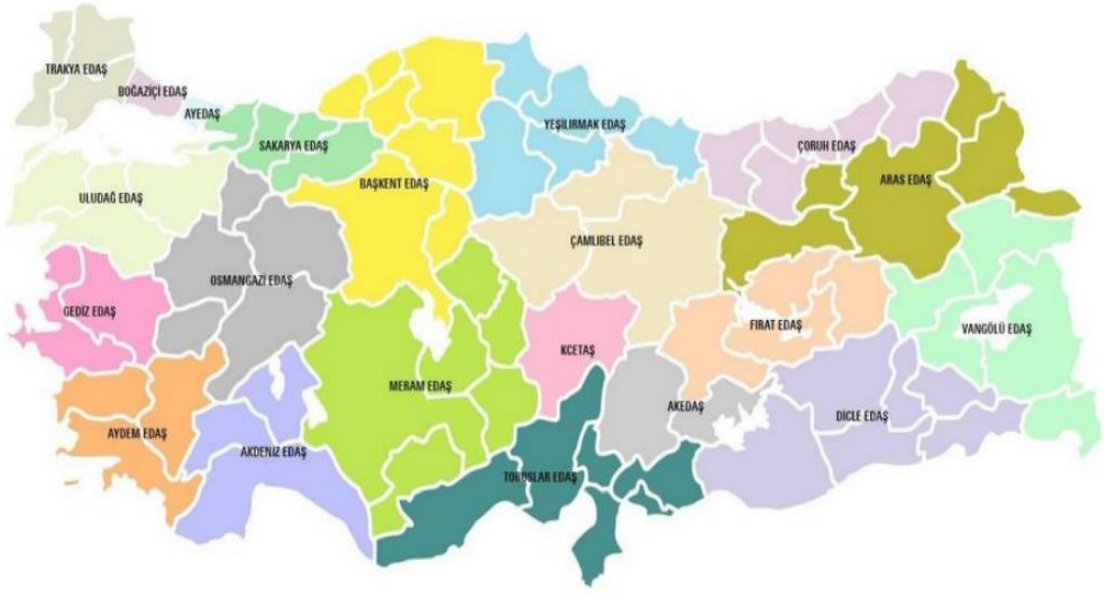 TRAKYA EDAŞ
BOĞAZİÇİ EDAŞ
AYEDAŞ
SAKARYA EDAŞ
YEŞİLIRMAK EDAŞ
ÇORUH EDAŞ
BAŞKENT EDAŞ
ARAS EDAŞ
ULUDAĞ EDAŞ
ÇAMLIBEL EDAŞ
OSMANGAZİ EDAŞ
GEDİZ EDAŞ
FIRAT EDAŞ
VANGÖLÜ EDAŞ
KCETAŞ
MERAM EDAŞ
AKEDAŞ
DİCLE EDAŞ
AYDEM EDAŞ
AKDENİZ EDAŞ
TOROSLAR EDAŞ